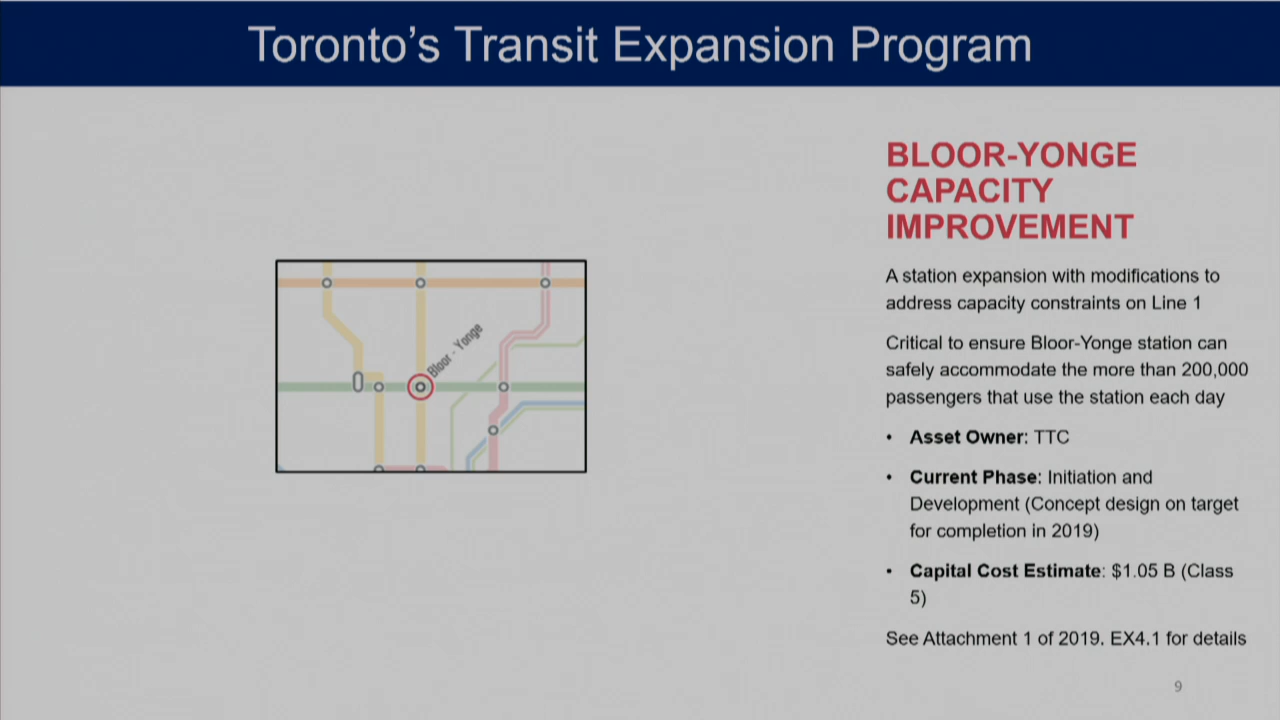 Toronto's Transit Expansion Program
BLOOR-YONGE
CAPACITY
IMPROVEMENT
A station expansion with modifications to
address capacity constraints on Line 1
Critical to ensure Bloor-Yonge station can
safely accommodate the more than 200,000
passengers that use the station each day
• Asset Owner: TTC
• Current Phase: Initiation and
Development (Concept design on target
for completion in 2019)
• Capital Cost Estimate: $1.05 B (Class
5)
See Attachment 1 of 2019. EX4.1 for details
Bloor - Yonge
9